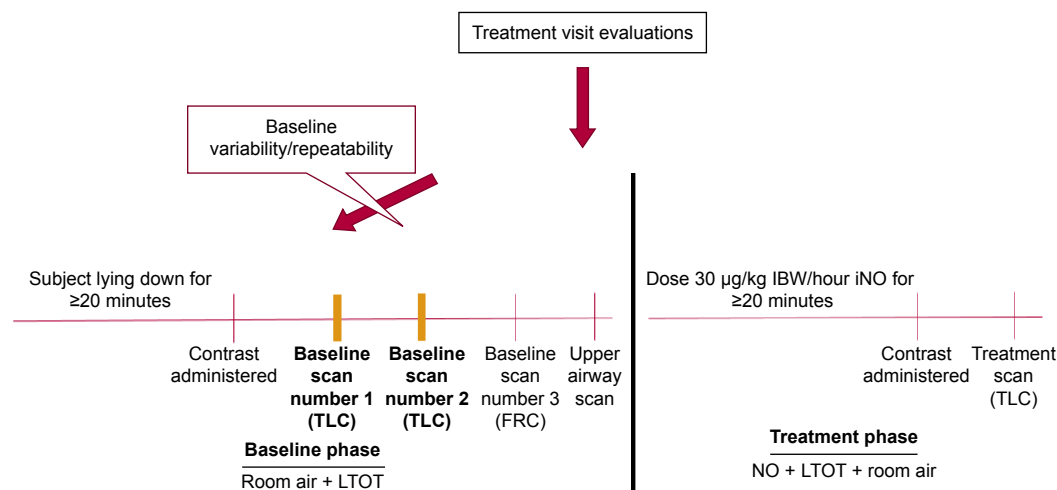 Treatment visit evaluations
Baseline
variability/repeatability
Subject lying down for
≥20 minutes
Contrast
administered
Baseline
scan
number 1
(TLC)
Baseline
scan
number 2
(TLC)
Baseline
scan
number 3
(FRC)
Upper
airway
scan
Baseline phase
Room air + LTOT
Dose 30 µg/kg IBW/hour iNO for
≥20 minutes
Contrast
administered
Treatment
scan
(TLC)
Treatment phase
NO + LTOT + room air